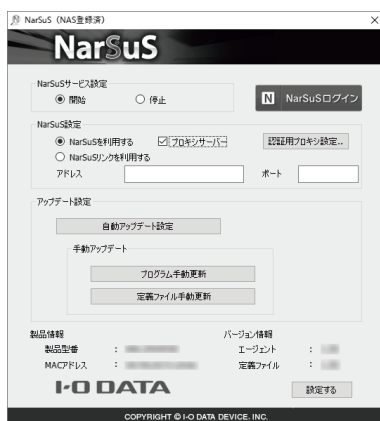 NarSuS（NAS登録済）
NarSuS
NarSuSサービス設定
開始 停止
N NarSuSログイン
NarSuS設定
NarSuSを利用する プロキシサーバー 認証用プロキシ設定..
NarSuSリンクを利用する
アドレス ポート
アップデート設定
自動アップデート設定
手動アップデート
プログラム手動更新
定義ファイル手動更新
製品情報 バージョン情報
製品型番 : エージェント :
MACアドレス : 定義ファイル :
I-O DATA 設定する
COPYRIGHT © I-O DATA DEVICE, INC.